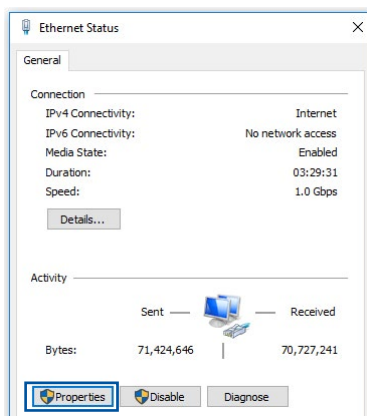 Ethernet Status
General
Connection
IPv4 Connectivity: Internet
IPv6 Connectivity: No network access
Media State: Enabled
Duration: 03:29:31
Speed: 1.0 Gbps
Details...
Activity
Sent Received
Bytes: 71,424,646 70,727,241
Properties Disable Diagnose